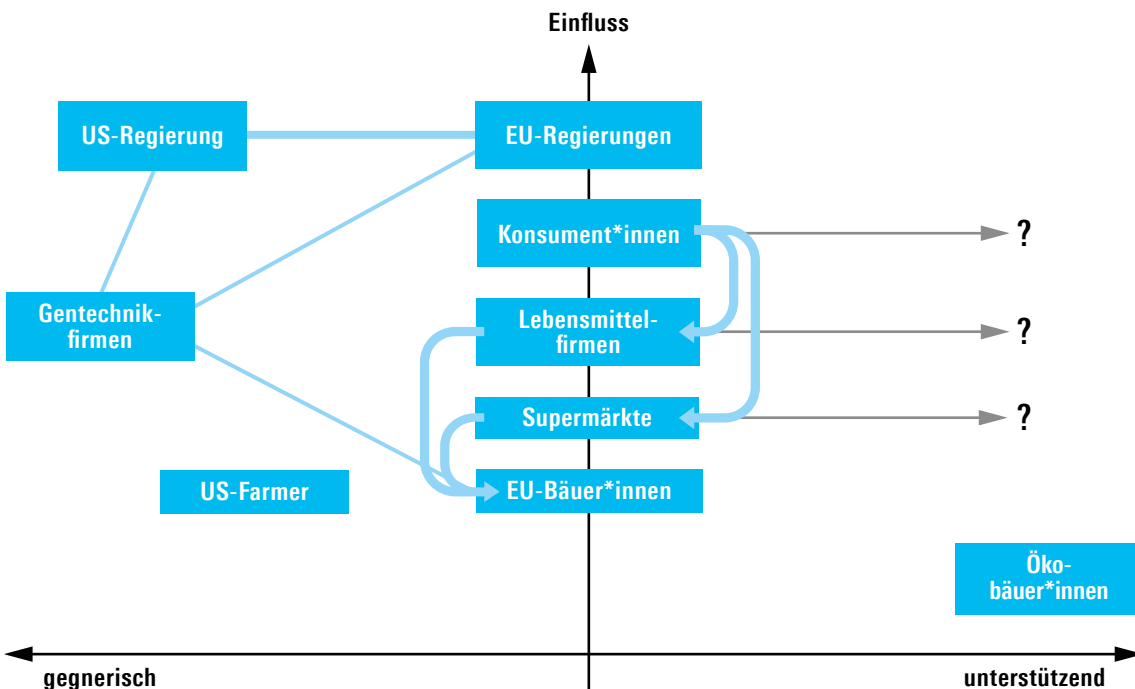 Einfluss
US-Regierung
EU-Regierungen
Konsument*innen
?
Gentechnik-
firmen
Lebensmittel-
firmen
?
Supermärkte
?
US-Farmer
EU-Bäuer*innen
Öko-
bäuer*innen
gegnerisch
unterstützend